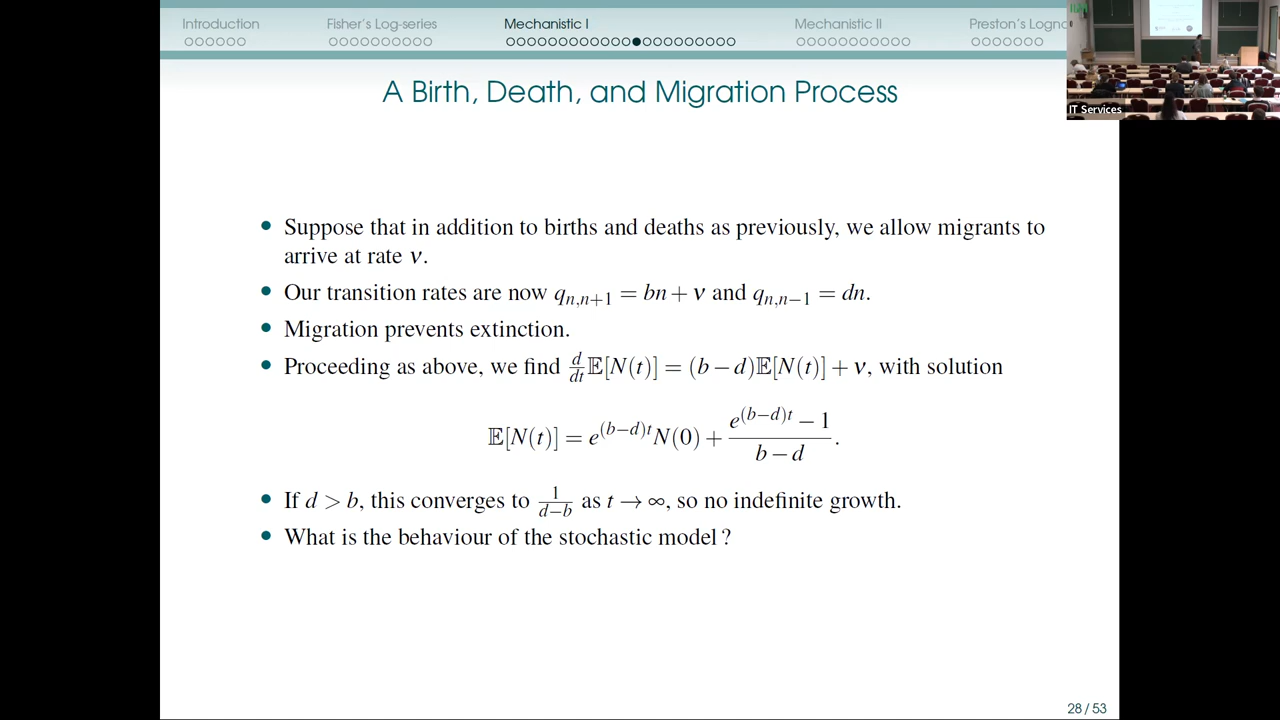 Introduction
Fisher's Log-series
Mechanistic I
Mechanistic II
Preston's Logno
IT Services
A Birth, Death, and Migration Process
• Suppose that in addition to births and deaths as previously, we allow migrants to
arrive at rate ν.
• Our transition rates are now q_{n,n+1} = bn + ν and q_{n,n−1} = dn.
• Migration prevents extinction.
• Proceeding as above, we find \frac{d}{dt}𝔼[N(t)] = (b − d)𝔼[N(t)] + ν, with solution
𝔼[N(t)] = e^{(b−d)t}N(0) + \frac{e^{(b−d)t} − 1}{b − d}.
• If d > b, this converges to \frac{1}{d−b} as t → ∞, so no indefinite growth.
• What is the behaviour of the stochastic model ?
28 / 53